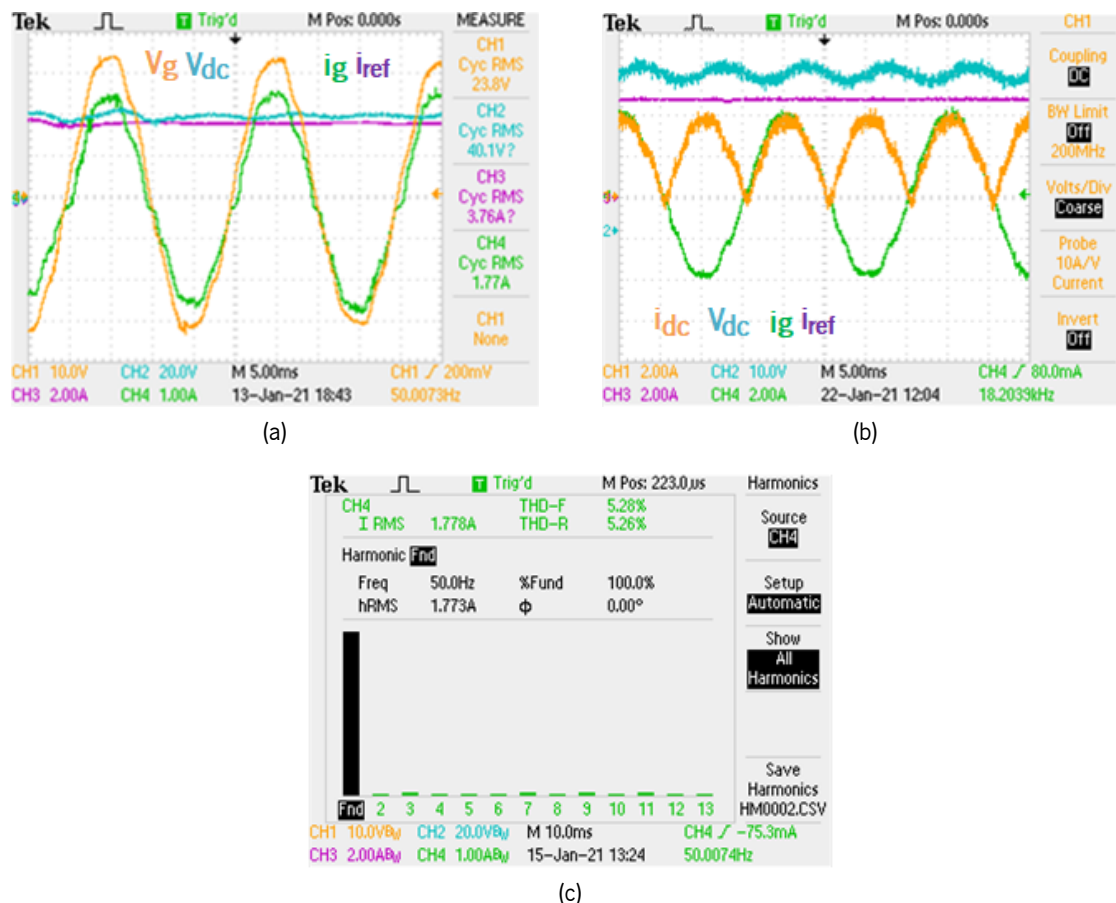 Tek Trig'd M Pos: 0.000s MEASURE
Vg Vdc ig iref
CH1
Cyc RMS
23.8V
CH2
Cyc RMS
40.1V?
CH3
Cyc RMS
3.76A?
CH4
Cyc RMS
1.77A
CH1
None
CH1 10.0V CH2 20.0V M 5.00ms CH1 200mV
CH3 2.00A CH4 1.00A 13-Jan-21 18:43 50.0073Hz
(a)
Tek Trig'd M Pos: 0.000s CH1
Coupling
DC
BW Limit
Off
200MHz
Volts/Div
Coarse
Probe
10A/V
Current
Invert
Off
2
idc Vdc ig iref
CH1 2.00A CH2 10.0V M 5.00ms CH4 80.0mA
CH3 2.00A CH4 2.00A 22-Jan-21 12:04 18.2039kHz
(b)
Tek Trig'd M Pos: 223.0µs Harmonics
CH4 THD-F 5.28%
I RMS 1.778A THD-R 5.26%
Harmonic Fnd
Freq 50.0Hz %Fund 100.0%
hRMS 1.773A ϕ 0.00°
Fnd 2 3 4 5 6 7 8 9 10 11 12 13
Source
CH4
Setup
Automatic
Show
All
Harmonics
Save
Harmonics
HM0002.CSV
CH1 10.0VBW CH2 20.0VBW M 10.0ms CH4 -75.3mA
CH3 2.00ABW CH4 1.00ABW 15-Jan-21 13:24 50.0074Hz
(c)